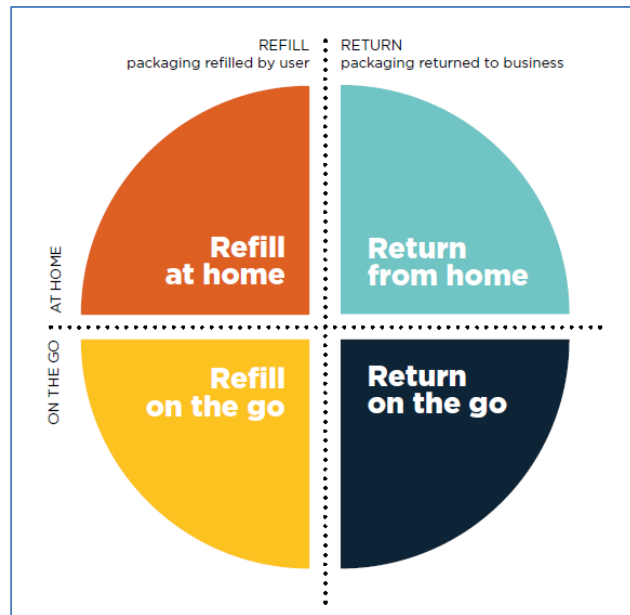 REFILL
packaging refilled by user
RETURN
packaging returned to business
AT HOME
Refill
at home
Return
from home
ON THE GO
Refill
on the go
Return
on the go